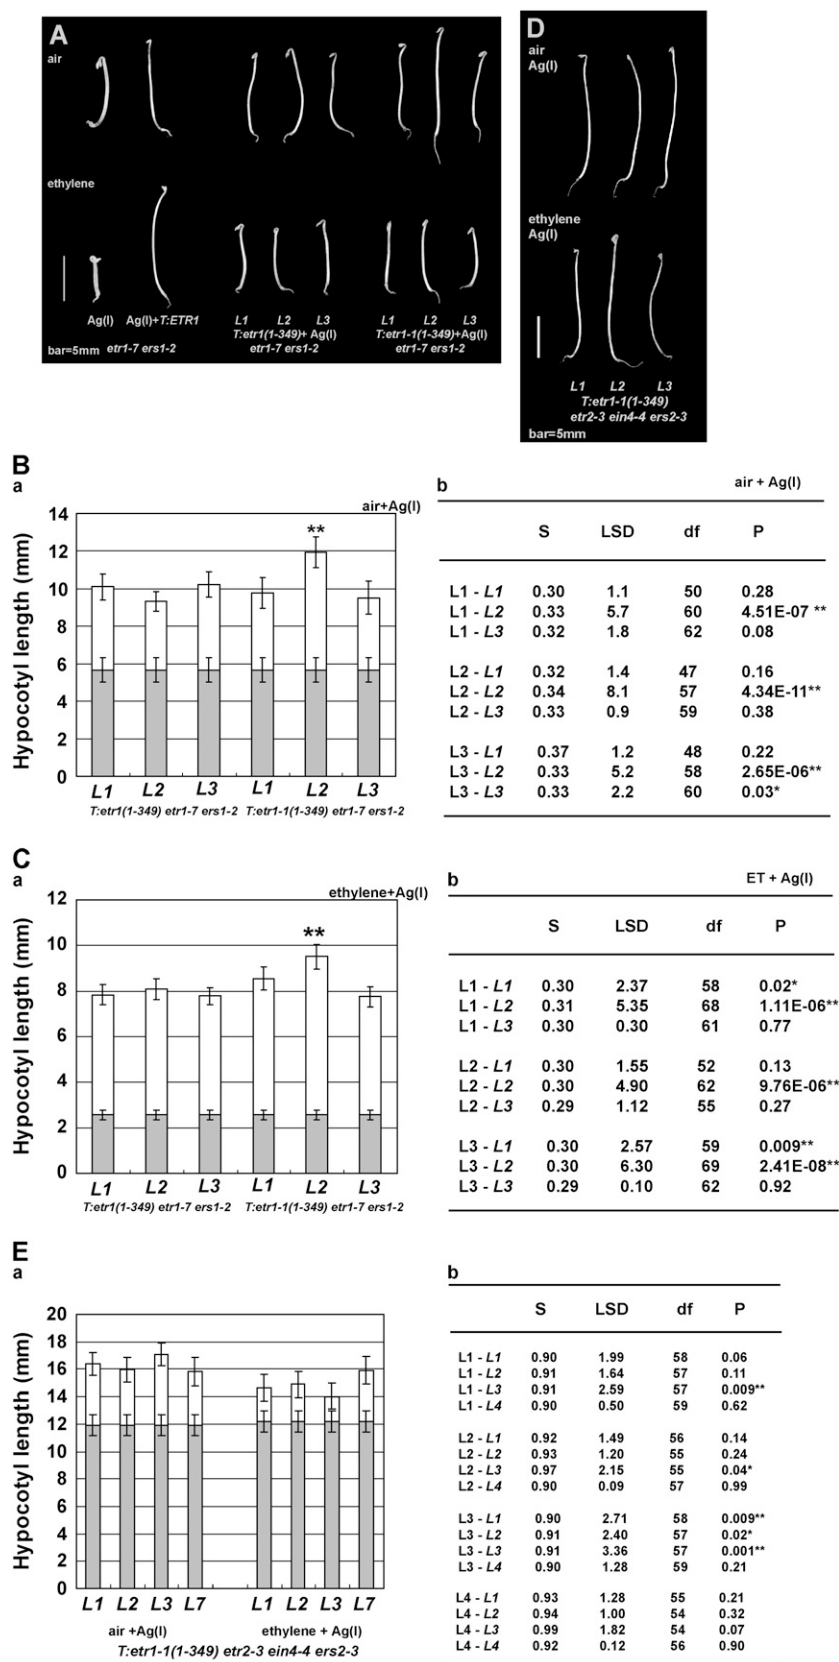 A
air
ethylene
Ag(I) Ag(I)+T:ETR1 L1 L2 L3 L1 L2 L3
T:etr1(1-349)+ Ag(I) T:etr1-1(1-349)+Ag(I)
bar=5mm etr1-7 ers1-2 etr1-7 ers1-2 etr1-7 ers1-2
D
air
Ag(I)
ethylene
Ag(I)
L1 L2 L3
T:etr1-1(1-349)
etr2-3 ein4-4 ers2-3
bar=5mm
B
a
air+Ag(I)
Hypocotyl length (mm)
14
12
10
8
6
4
2
0
**
L1 L2 L3 L1 L2 L3
T:etr1(1-349) etr1-7 ers1-2 T:etr1-1(1-349) etr1-7 ers1-2
b
air + Ag(I)
S LSD df P
L1 - L1 0.30 1.1 50 0.28
L1 - L2 0.33 5.7 60 4.51E-07 **
L1 - L3 0.32 1.8 62 0.08
L2 - L1 0.32 1.4 47 0.16
L2 - L2 0.34 8.1 57 4.34E-11**
L2 - L3 0.33 0.9 59 0.38
L3 - L1 0.37 1.2 48 0.22
L3 - L2 0.33 5.2 58 2.65E-06**
L3 - L3 0.33 2.2 60 0.03*
C
a
ethylene+Ag(I)
Hypocotyl length (mm)
12
10
8
6
4
2
0
**
L1 L2 L3 L1 L2 L3
T:etr1(1-349) etr1-7 ers1-2 T:etr1-1(1-349) etr1-7 ers1-2
b
ET + Ag(I)
S LSD df P
L1 - L1 0.30 2.37 58 0.02*
L1 - L2 0.31 5.35 68 1.11E-06**
L1 - L3 0.30 0.30 61 0.77
L2 - L1 0.30 1.55 52 0.13
L2 - L2 0.30 4.90 62 9.76E-06**
L2 - L3 0.29 1.12 55 0.27
L3 - L1 0.30 2.57 59 0.009**
L3 - L2 0.30 6.30 69 2.41E-08**
L3 - L3 0.29 0.10 62 0.92
E
a
Hypocotyl length (mm)
20
18
16
14
12
10
8
6
4
2
0
L1 L2 L3 L7 L1 L2 L3 L7
air +Ag(I) ethylene + Ag(I)
T:etr1-1(1-349) etr2-3 ein4-4 ers2-3
b
S LSD df P
L1 - L1 0.90 1.99 58 0.06
L1 - L2 0.91 1.64 57 0.11
L1 - L3 0.91 2.59 57 0.009**
L1 - L4 0.90 0.50 59 0.62
L2 - L1 0.92 1.49 56 0.14
L2 - L2 0.93 1.20 55 0.24
L2 - L3 0.97 2.15 55 0.04*
L2 - L4 0.90 0.09 57 0.99
L3 - L1 0.90 2.71 58 0.009**
L3 - L2 0.91 2.40 57 0.02*
L3 - L3 0.91 3.36 57 0.001**
L3 - L4 0.90 1.28 59 0.21
L4 - L1 0.93 1.28 55 0.21
L4 - L2 0.94 1.00 54 0.32
L4 - L3 0.99 1.82 54 0.07
L4 - L4 0.92 0.12 56 0.90